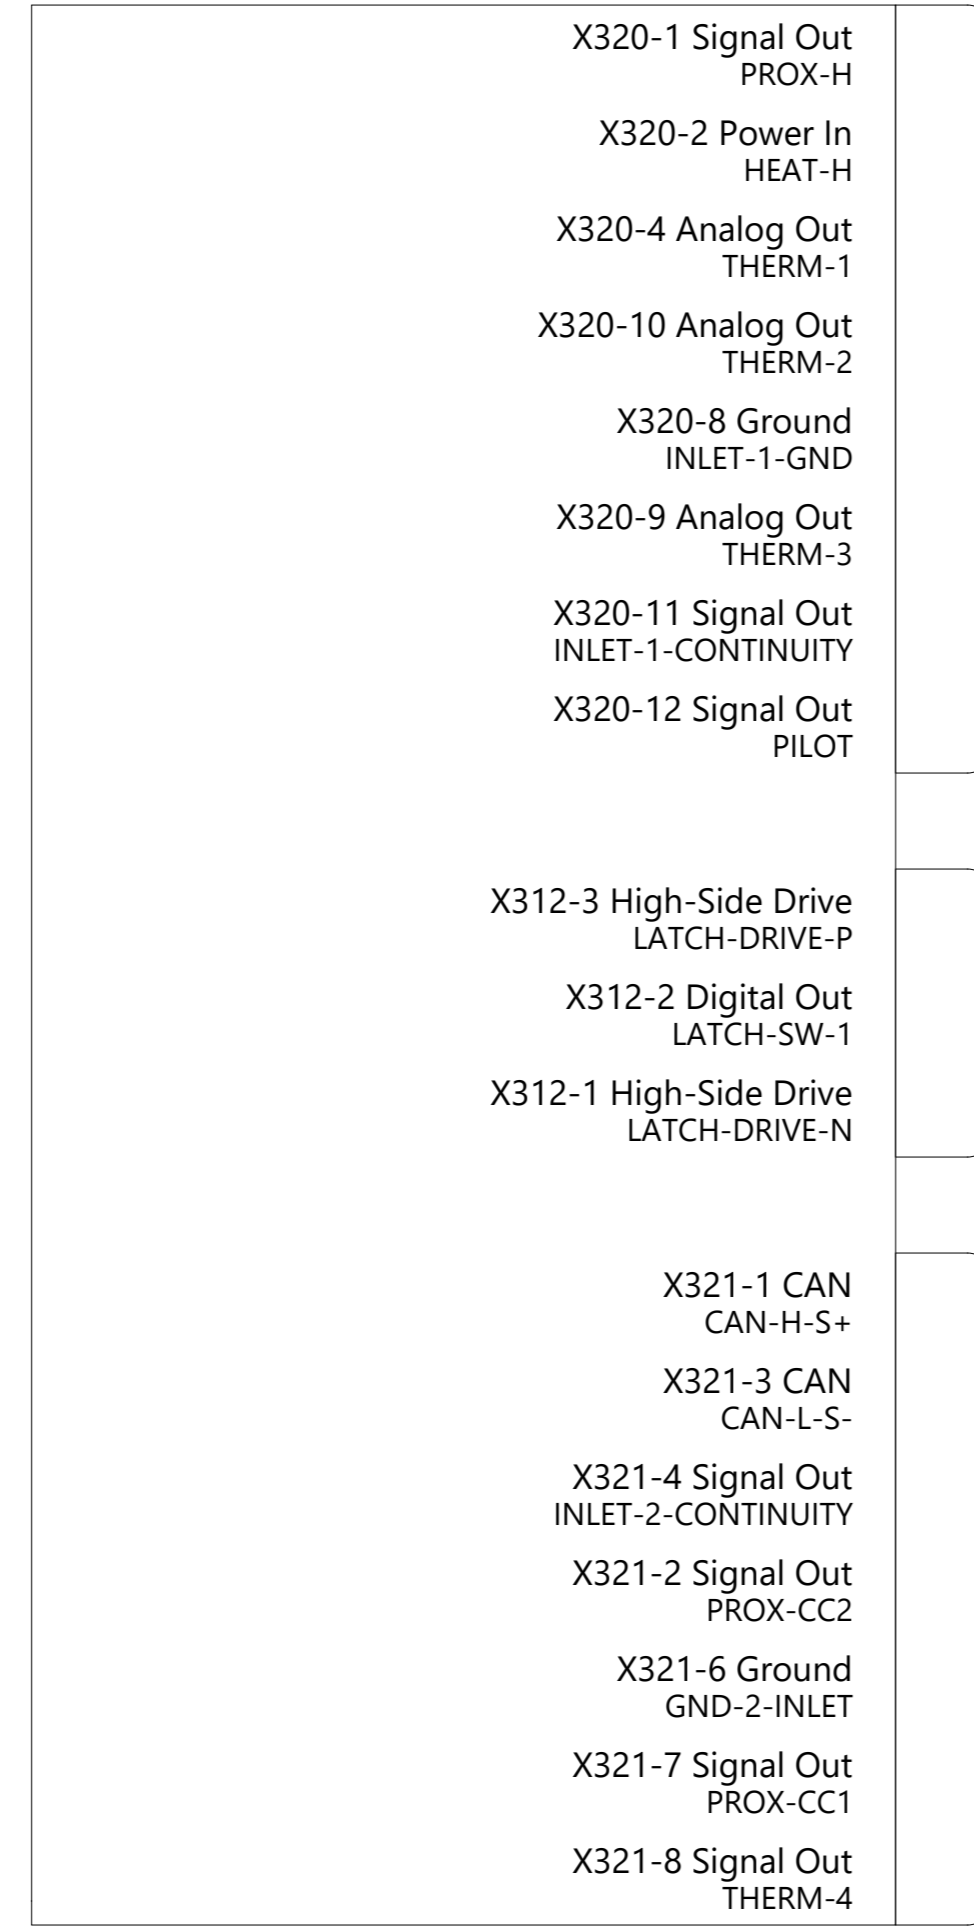 X320-1 Signal Out
PROX-H
X320-2 Power In
HEAT-H
X320-4 Analog Out
THERM-1
X320-10 Analog Out
THERM-2
X320-8 Ground
INLET-1-GND
X320-9 Analog Out
THERM-3
X320-11 Signal Out
INLET-1-CONTINUITY
X320-12 Signal Out
PILOT
X312-3 High-Side Drive
LATCH-DRIVE-P
X312-2 Digital Out
LATCH-SW-1
X312-1 High-Side Drive
LATCH-DRIVE-N
X321-1 CAN
CAN-H-S+
X321-3 CAN
CAN-L-S-
X321-4 Signal Out
INLET-2-CONTINUITY
X321-2 Signal Out
PROX-CC2
X321-6 Ground
GND-2-INLET
X321-7 Signal Out
PROX-CC1
X321-8 Signal Out
THERM-4